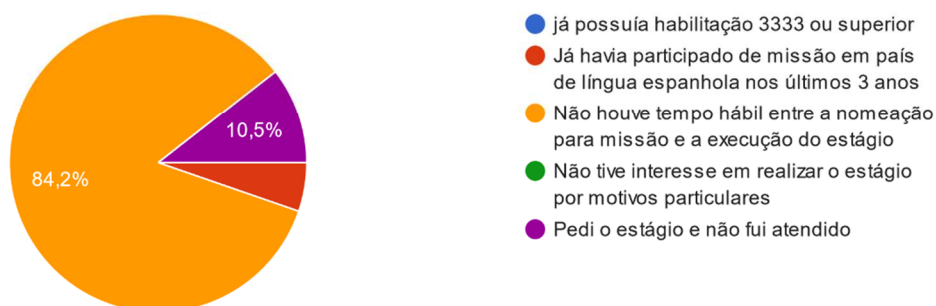 já possuía habilitação 3333 ou superior
Já havia participado de missão em país
de língua espanhola nos últimos 3 anos
Não houve tempo hábil entre a nomeação
para missão e a execução do estágio
Não tive interesse em realizar o estágio
por motivos particulares
Pedi o estágio e não fui atendido
10,5%
84,2%